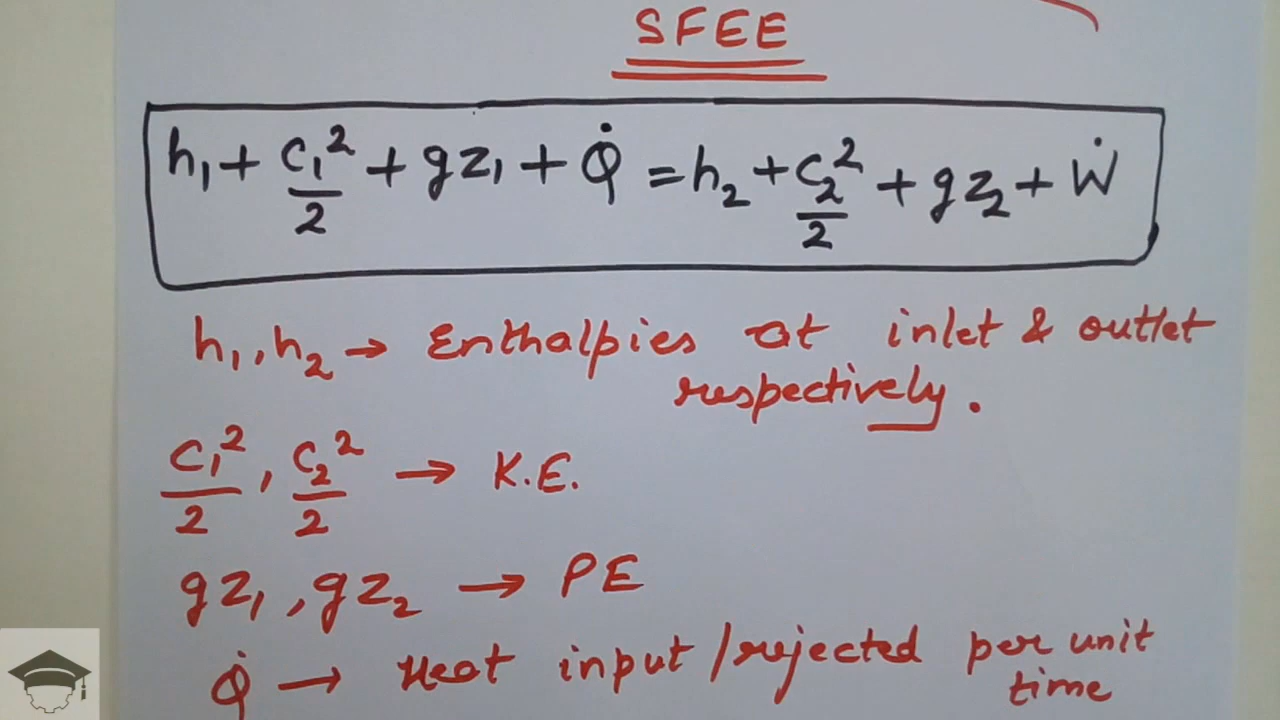 SFEE
h₁ + c₁²/2 + gz₁ + Q̇ = h₂ + c₂²/2 + gz₂ + Ẇ
h₁, h₂ → Enthalpies at inlet & outlet
respectively.
c₁²/2, c₂²/2 → K.E.
gz₁, gz₂ → PE
Q̇ → Heat input/rejected per unit
time